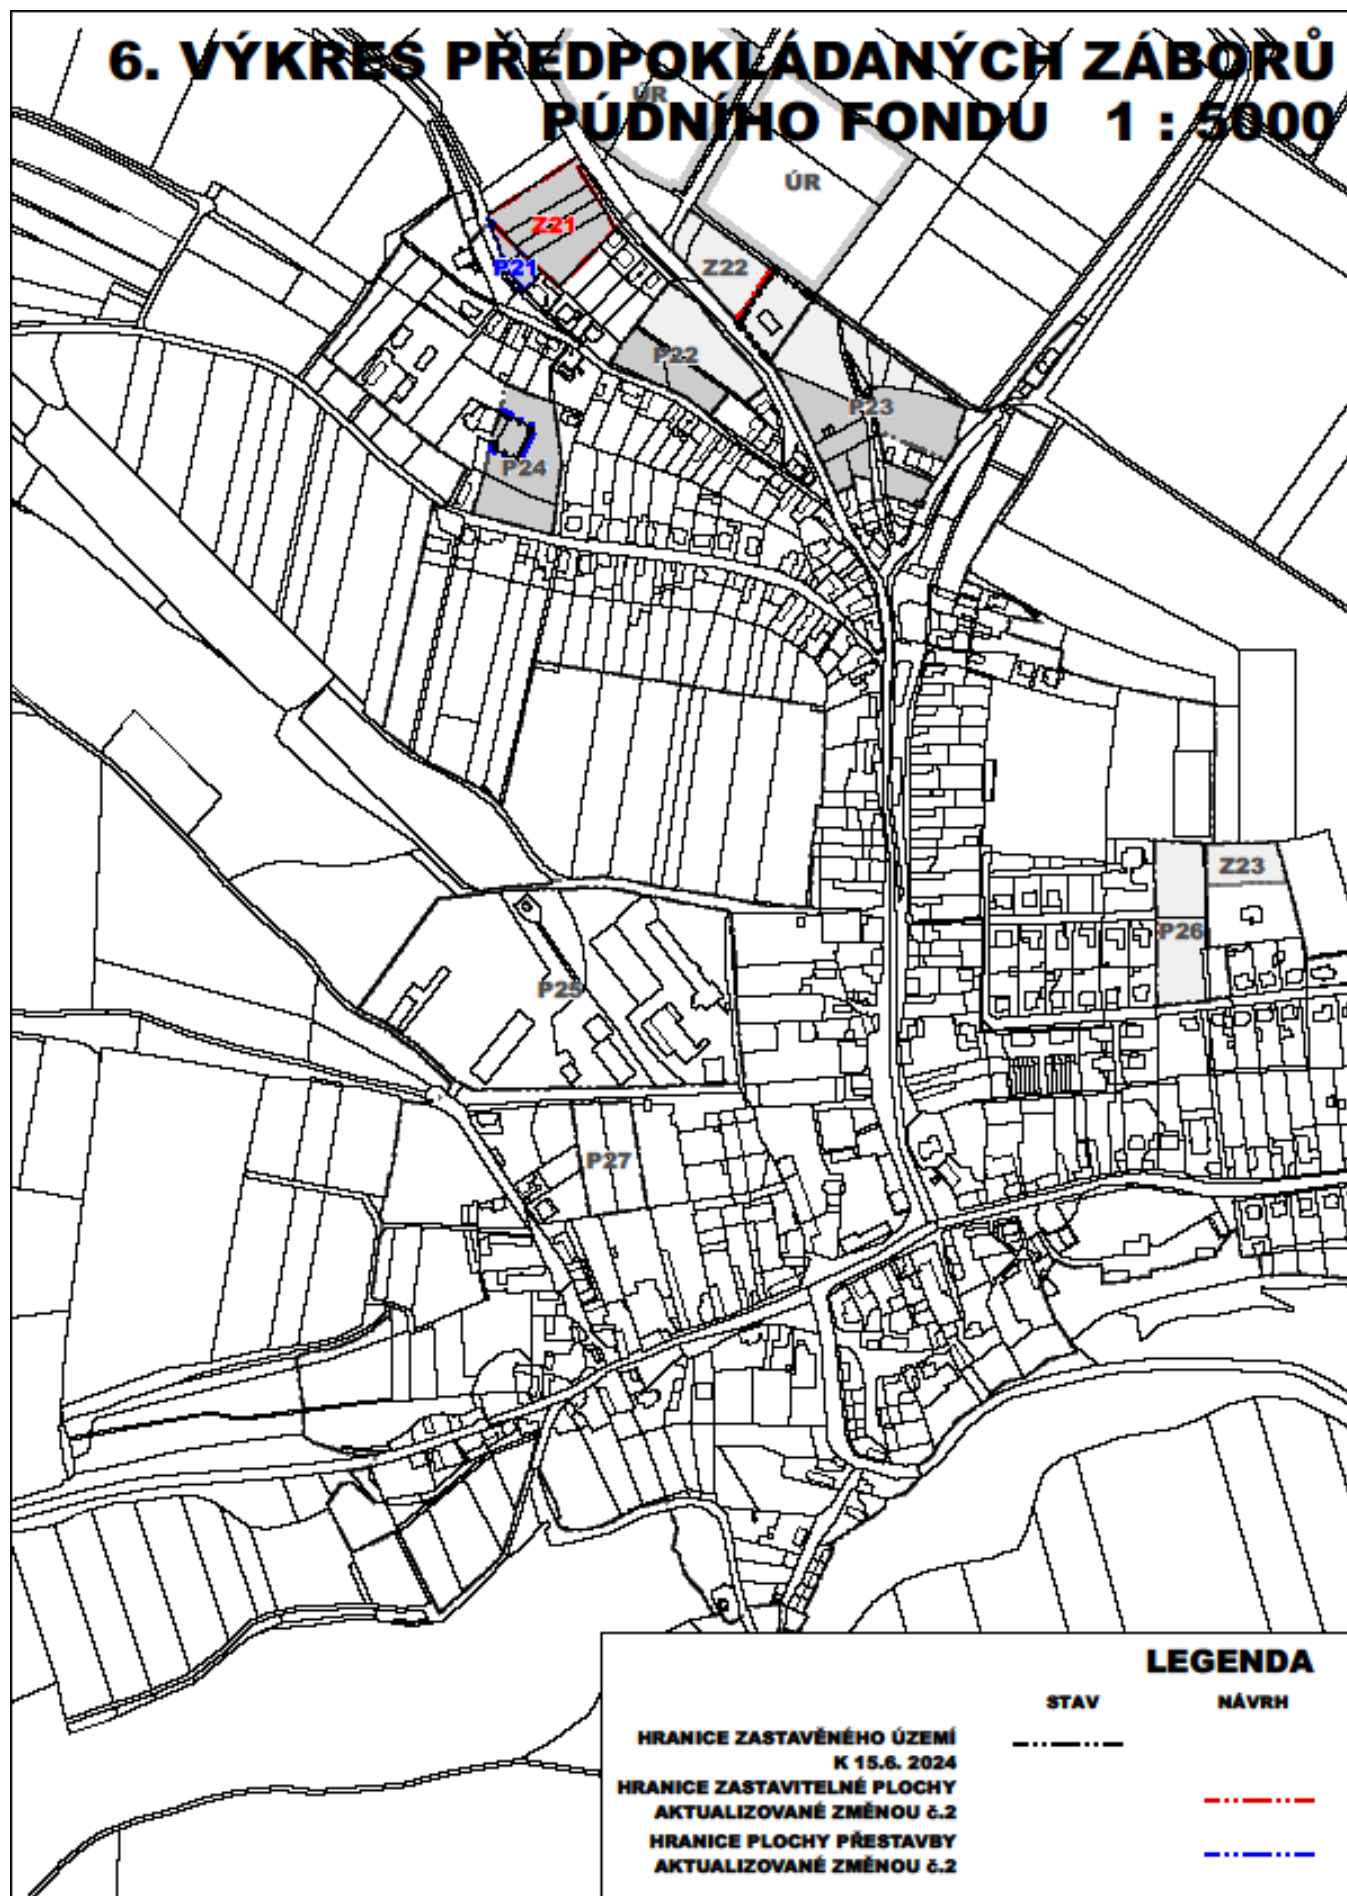 6. VÝKRES PŘEDPOKLÁDANÝCH ZÁBORŮ
PŮDNÍHO FONDU 1 : 5000
ÚR
ÚR
Z21
P21
Z22
P22
P23
P24
Z23
P26
P25
P27
LEGENDA
STAV NÁVRH
HRANICE ZASTAVĚNÉHO ÚZEMÍ
K 15.6. 2024
HRANICE ZASTAVITELNÉ PLOCHY
AKTUALIZOVANÉ ZMĚNOU č.2
HRANICE PLOCHY PŘESTAVBY
AKTUALIZOVANÉ ZMĚNOU č.2